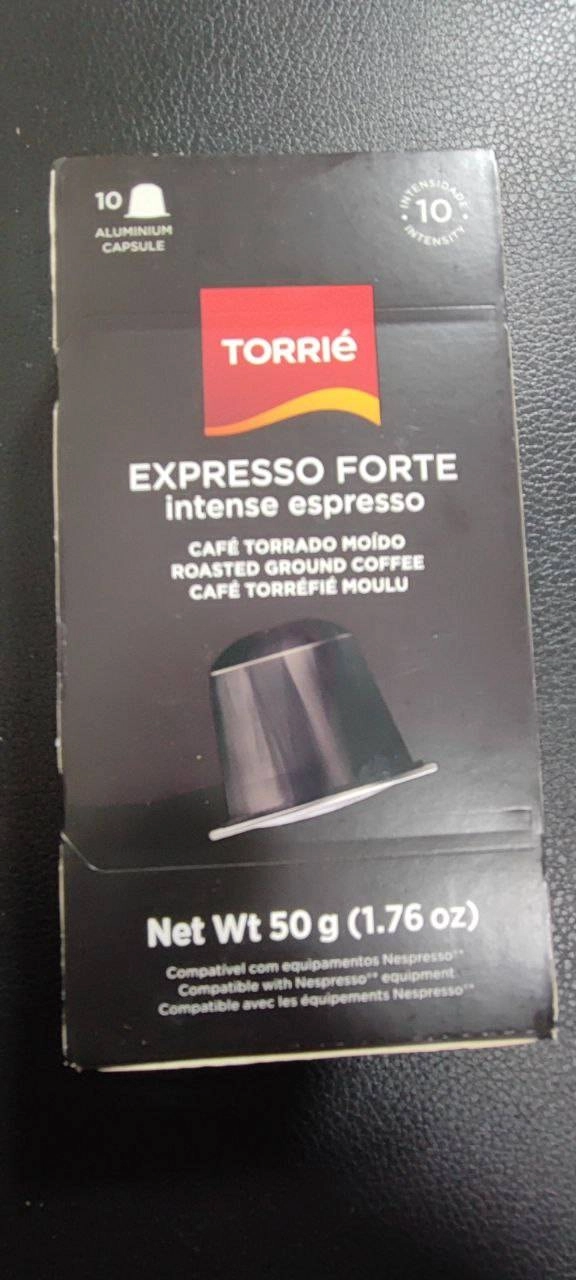 10
ALUMINIUM
CAPSULE
INTENSIDADE
10
INTENSITY
TORRIé
EXPRESSO FORTE
intense espresso
CAFÉ TORRADO MOÍDO
ROASTED GROUND COFFEE
CAFÉ TORRÉFIÉ MOULU
Net Wt 50 g (1.76 oz)
Compatível com equipamentos Nespresso**
Compatible with Nespresso** equipment
Compatible avec les équipements Nespresso**